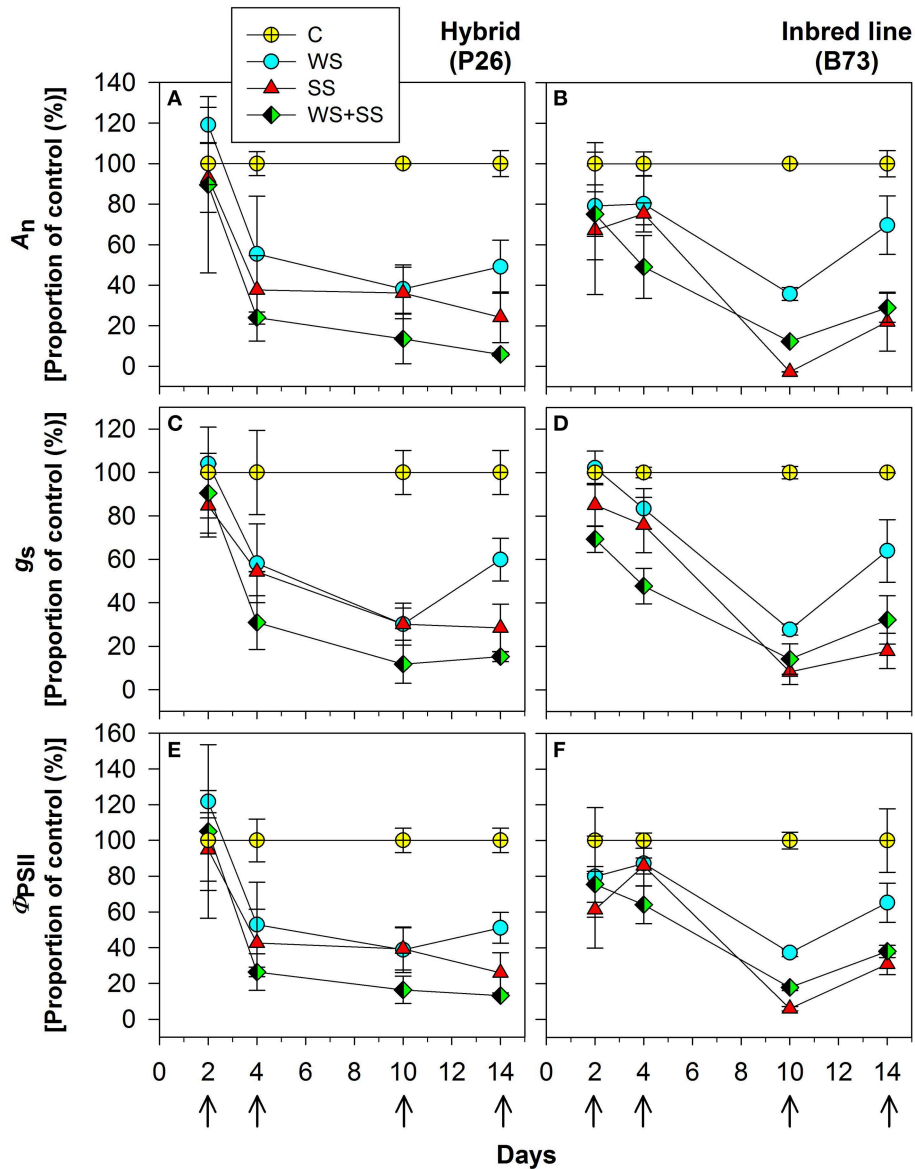 C
WS
SS
WS+SS
Hybrid
(P26)
Inbred line
(B73)
A
B
140
120
100
80
60
40
20
0
An
[Proportion of control (%)]
C
D
120
100
80
60
40
20
0
gs
[Proportion of control (%)]
E
F
160
140
120
100
80
60
40
20
0
ΦPSII
[Proportion of control (%)]
0 2 4 6 8 10 12 14
0 2 4 6 8 10 12 14
Days